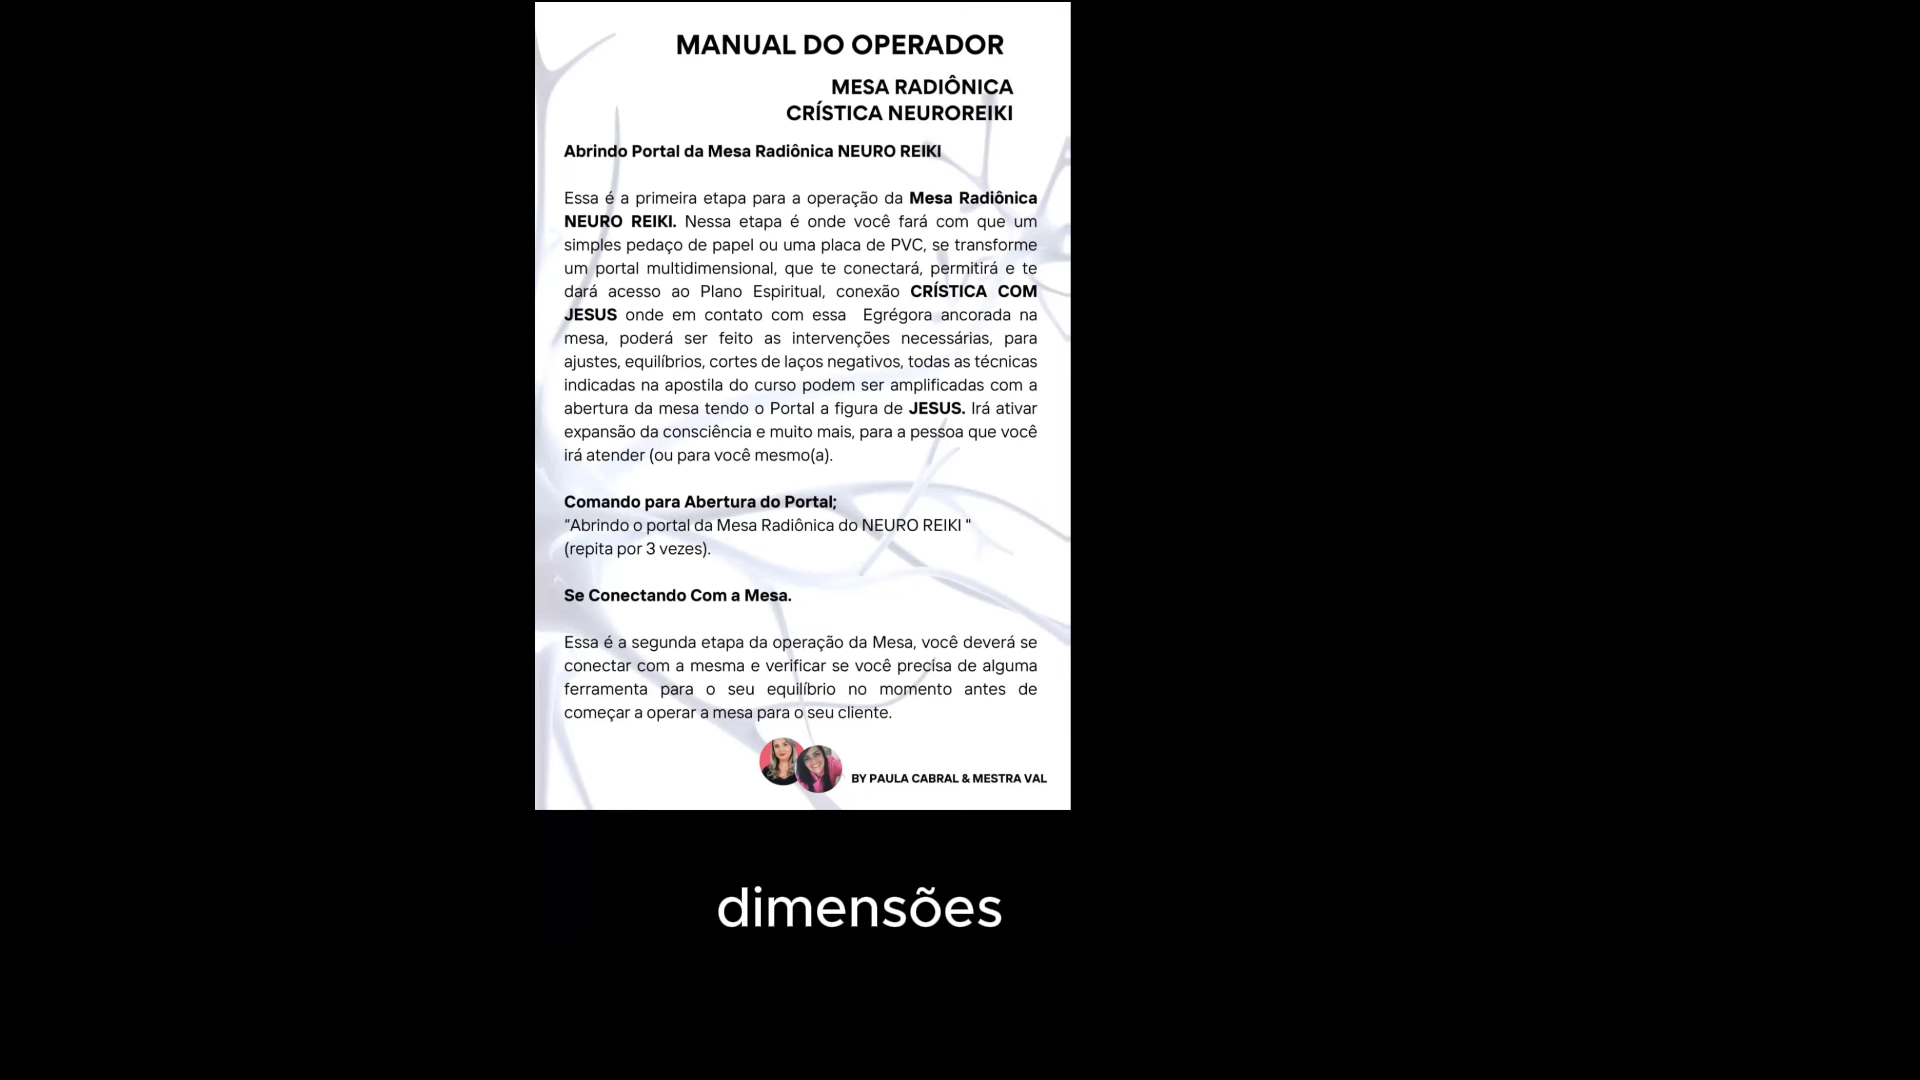 MANUAL DO OPERADOR
MESA RADIÔNICA
CRÍSTICA NEUROREIKI
Abrindo Portal da Mesa Radiônica NEURO REIKI
Essa é a primeira etapa para a operação da Mesa Radiônica
NEURO REIKI. Nessa etapa é onde você fará com que um
simples pedaço de papel ou uma placa de PVC, se transforme
um portal multidimensional, que te conectará, permitirá e te
dará acesso ao Plano Espiritual, conexão CRÍSTICA COM
JESUS onde em contato com essa Egrégora ancorada na
mesa, poderá ser feito as intervenções necessárias, para
ajustes, equilíbrios, cortes de laços negativos, todas as técnicas
indicadas na apostila do curso podem ser amplificadas com a
abertura da mesa tendo o Portal a figura de JESUS. Irá ativar
expansão da consciência e muito mais, para a pessoa que você
irá atender (ou para você mesmo(a).
Comando para Abertura do Portal;
“Abrindo o portal da Mesa Radiônica do NEURO REIKI "
(repita por 3 vezes).
Se Conectando Com a Mesa.
Essa é a segunda etapa da operação da Mesa, você deverá se
conectar com a mesma e verificar se você precisa de alguma
ferramenta para o seu equilíbrio no momento antes de
começar a operar a mesa para o seu cliente.
BY PAULA CABRAL & MESTRA VAL
dimensões